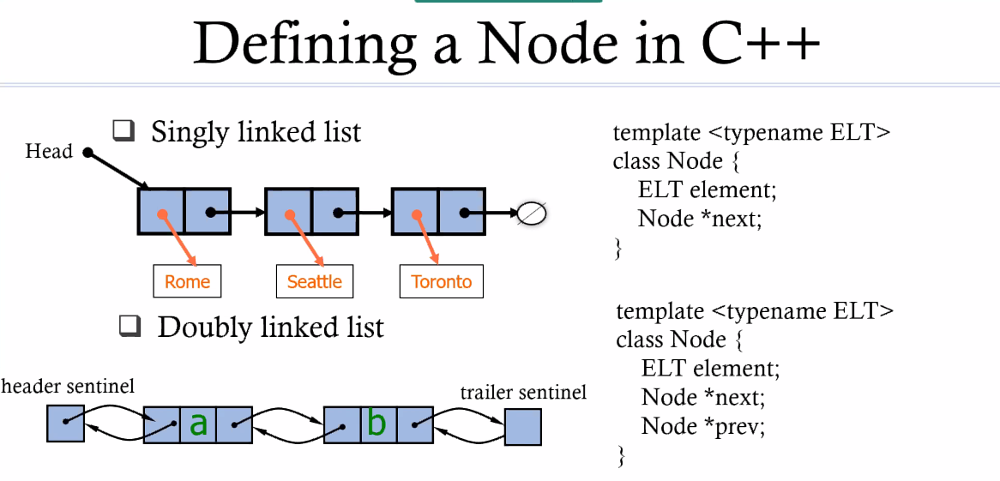 Defining a Node in C++
Singly linked list
Head
Rome
Seattle
Toronto
template <typename ELT>
class Node {
ELT element;
Node *next;
}
Doubly linked list
header sentinel
a
b
trailer sentinel
template <typename ELT>
class Node {
ELT element;
Node *next;
Node *prev;
}